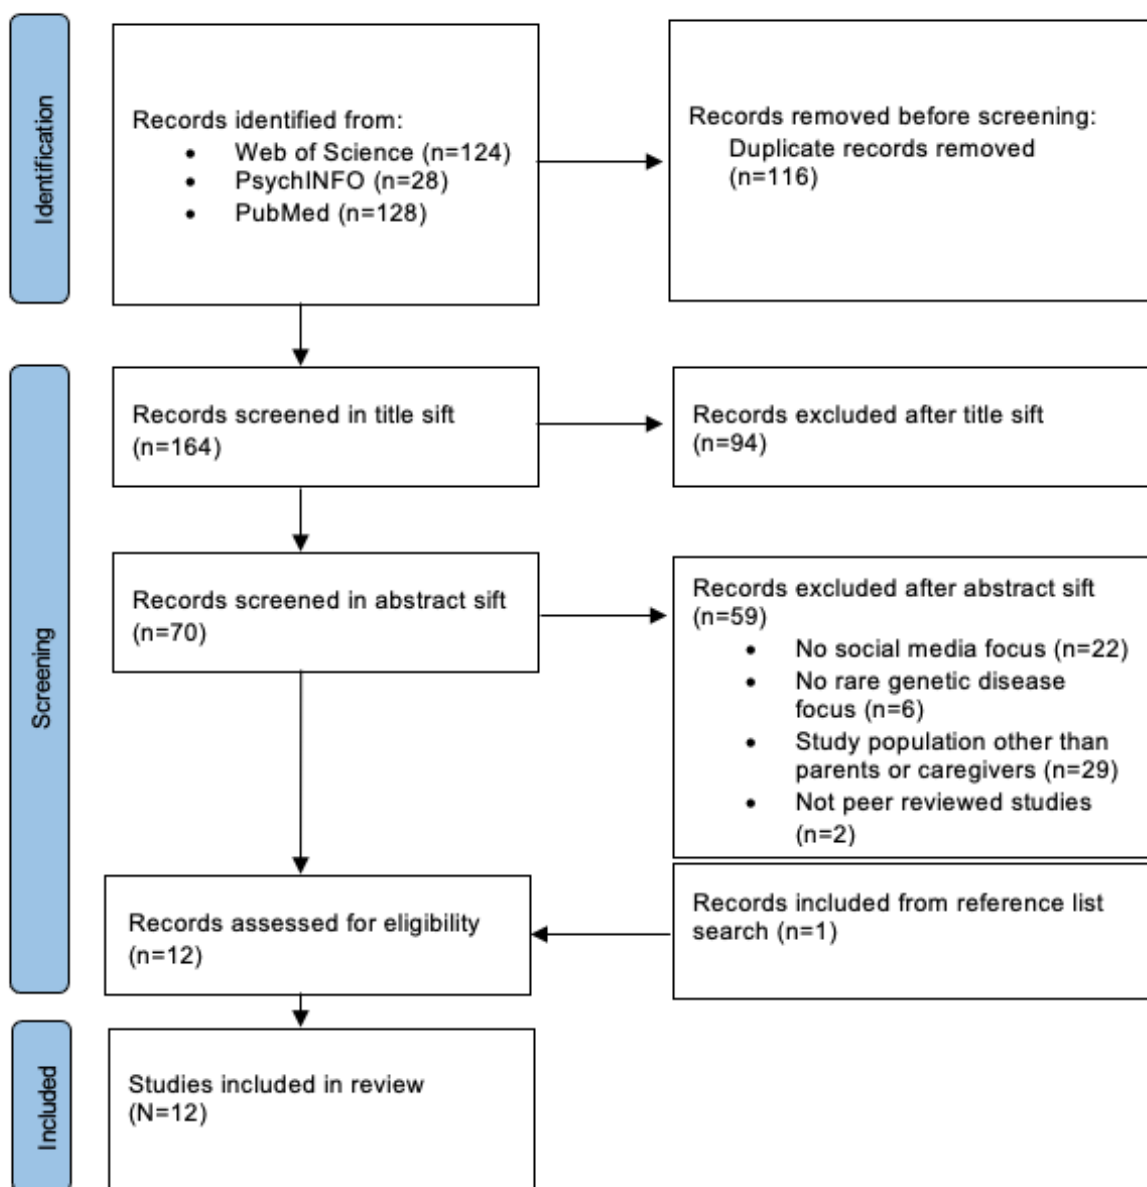 Identification
Records identified from:
• Web of Science (n=124)
• PsychINFO (n=28)
• PubMed (n=128)
Records removed before screening:
Duplicate records removed
(n=116)
Screening
Records screened in title sift
(n=164)
Records excluded after title sift
(n=94)
Records screened in abstract sift
(n=70)
Records excluded after abstract sift
(n=59)
• No social media focus (n=22)
• No rare genetic disease
focus (n=6)
• Study population other than
parents or caregivers (n=29)
• Not peer reviewed studies
(n=2)
Records assessed for eligibility
(n=12)
Records included from reference list
search (n=1)
Included
Studies included in review
(N=12)